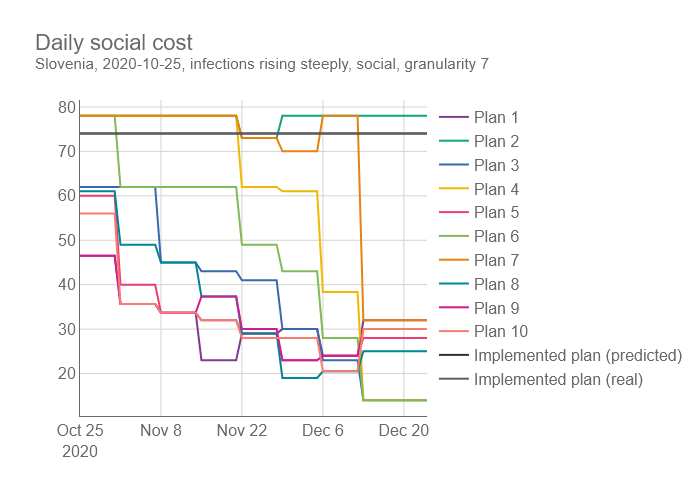 Daily social cost
Slovenia, 2020-10-25, infections rising steeply, social, granularity 7
80
70
60
50
40
30
20
Oct 25
2020
Nov 8
Nov 22
Dec 6
Dec 20
Plan 1
Plan 2
Plan 3
Plan 4
Plan 5
Plan 6
Plan 7
Plan 8
Plan 9
Plan 10
Implemented plan (predicted)
Implemented plan (real)